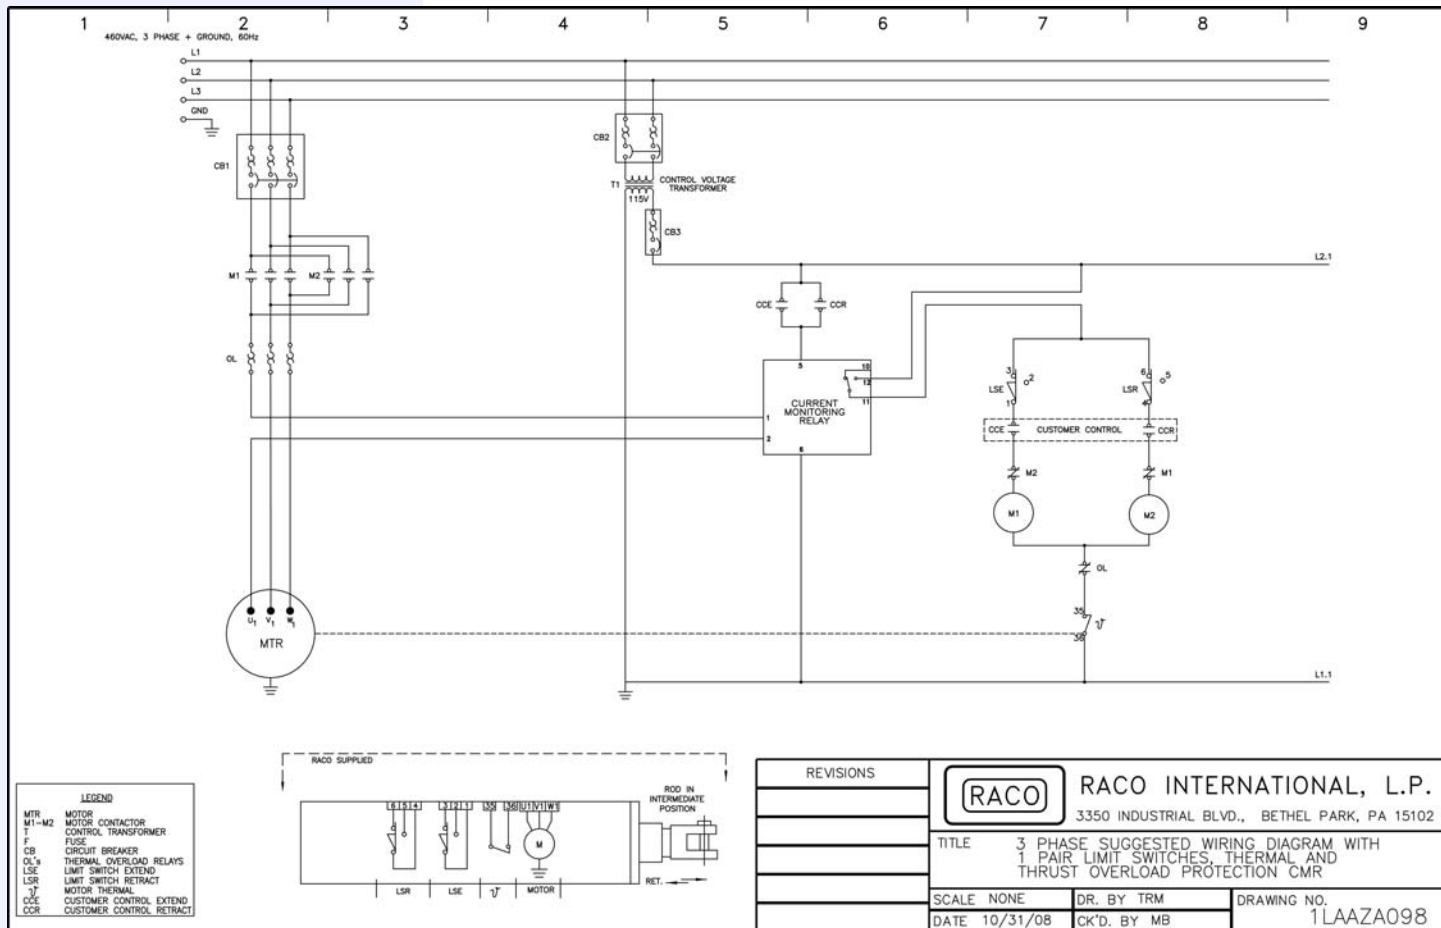 1 2 3 4 5 6 7 8 9
460VAC, 3 PHASE + GROUND, 60Hz
L1
L2
L3
GND
CB1
CB2
T1
CONTROL VOLTAGE
TRANSFORMER
115V
CB3
L2.1
M1
M2
CCE
CCR
OL
5
10
12
11
CURRENT
MONITORING
RELAY
1
2
6
3
2
LSE
1
6
5
LSR
4
CCE
CUSTOMER CONTROL
CCR
M2
M1
M1
M2
OL
35
36
U1
V1
W1
MTR
L1.1
RACO SUPPLIED
6 5 4
3 2 1
35
36
U1 V1 W1
M
ROD IN
INTERMEDIATE
POSITION
RET.
LSR
LSE
MOTOR
LEGEND
MTR MOTOR
M1-M2 MOTOR CONTACTOR
T CONTROL TRANSFORMER
F FUSE
CB CIRCUIT BREAKER
OL's THERMAL OVERLOAD RELAYS
LSE LIMIT SWITCH EXTEND
LSR LIMIT SWITCH RETRACT
MOTOR THERMAL
CCE CUSTOMER CONTROL EXTEND
CCR CUSTOMER CONTROL RETRACT
REVISIONS
RACO
RACO INTERNATIONAL, L.P.
3350 INDUSTRIAL BLVD., BETHEL PARK, PA 15102
TITLE
3 PHASE SUGGESTED WIRING DIAGRAM WITH
1 PAIR LIMIT SWITCHES, THERMAL AND
THRUST OVERLOAD PROTECTION CMR
SCALE NONE
DR. BY TRM
DRAWING NO.
DATE 10/31/08
CK'D. BY MB
1LAAZA098